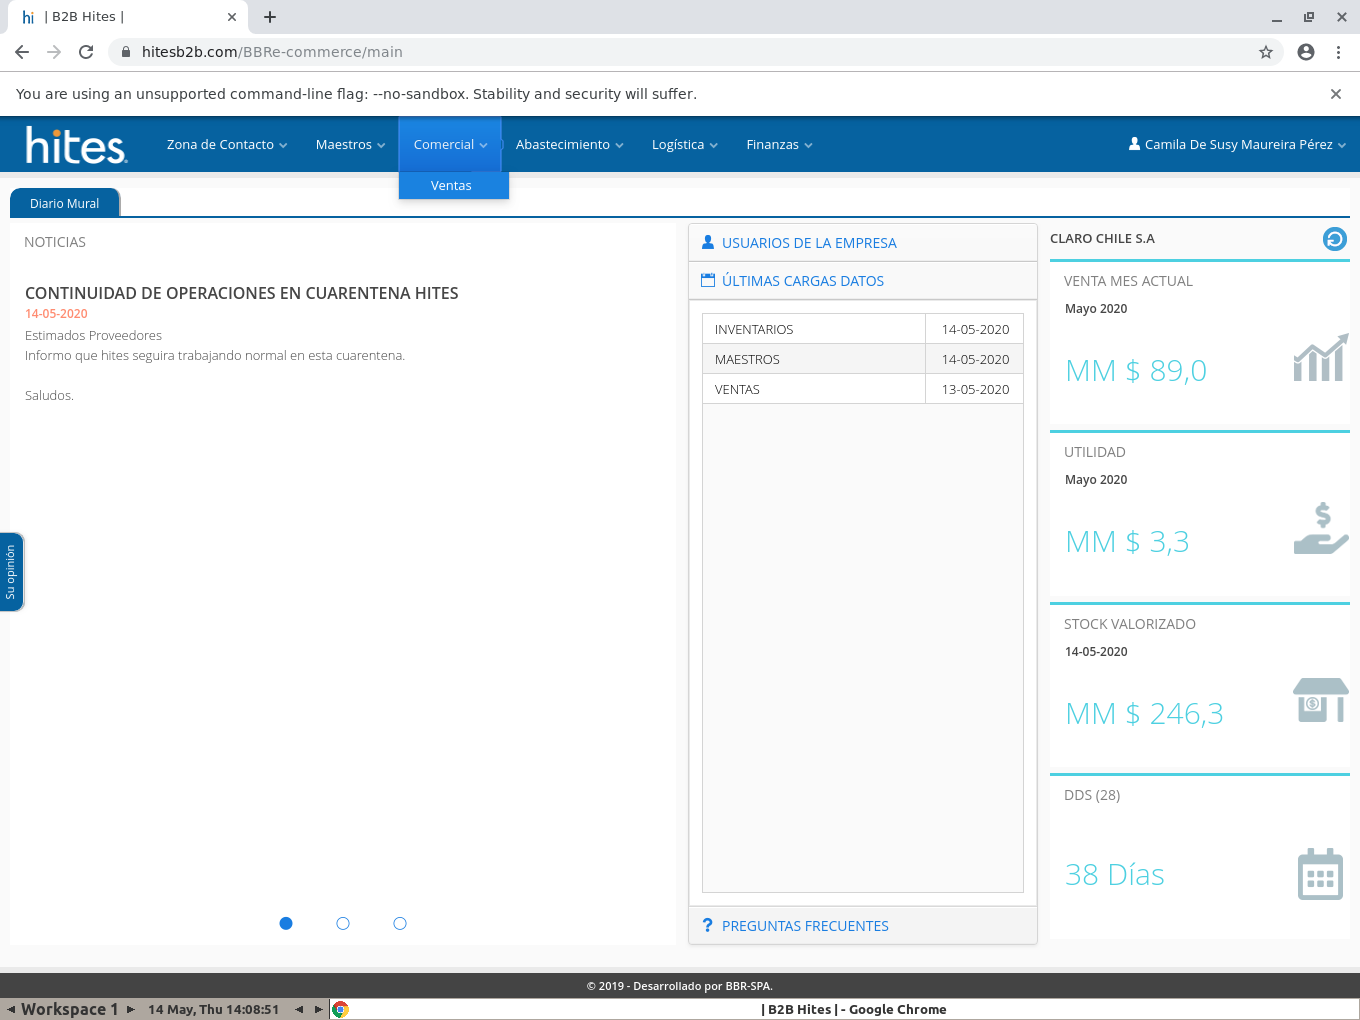 | B2B Hites |
hitesb2b.com/BBRe-commerce/main
You are using an unsupported command-line flag: --no-sandbox. Stability and security will suffer.
hites.
Zona de Contacto
Maestros
Comercial
Abastecimiento
Logística
Finanzas
Camila De Susy Maureira Pérez
Ventas
Diario Mural
NOTICIAS
CONTINUIDAD DE OPERACIONES EN CUARENTENA HITES
14-05-2020
Estimados Proveedores
Informo que hites seguira trabajando normal en esta cuarentena.
Saludos.
Su opinión
USUARIOS DE LA EMPRESA
ÚLTIMAS CARGAS DATOS
INVENTARIOS 14-05-2020
MAESTROS 14-05-2020
VENTAS 13-05-2020
PREGUNTAS FRECUENTES
CLARO CHILE S.A
VENTA MES ACTUAL
Mayo 2020
MM $ 89,0
UTILIDAD
Mayo 2020
MM $ 3,3
STOCK VALORIZADO
14-05-2020
MM $ 246,3
DDS (28)
38 Días
© 2019 - Desarrollado por BBR-SPA.
Workspace 1
14 May, Thu 14:08:51
| B2B Hites | - Google Chrome